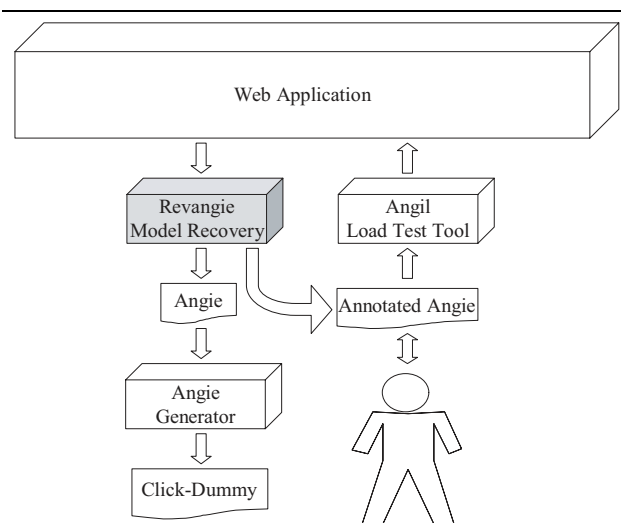 Web Application
Revangie
Model Recovery
Angil
Load Test Tool
Angie
Annotated Angie
Angie
Generator
Click-Dummy